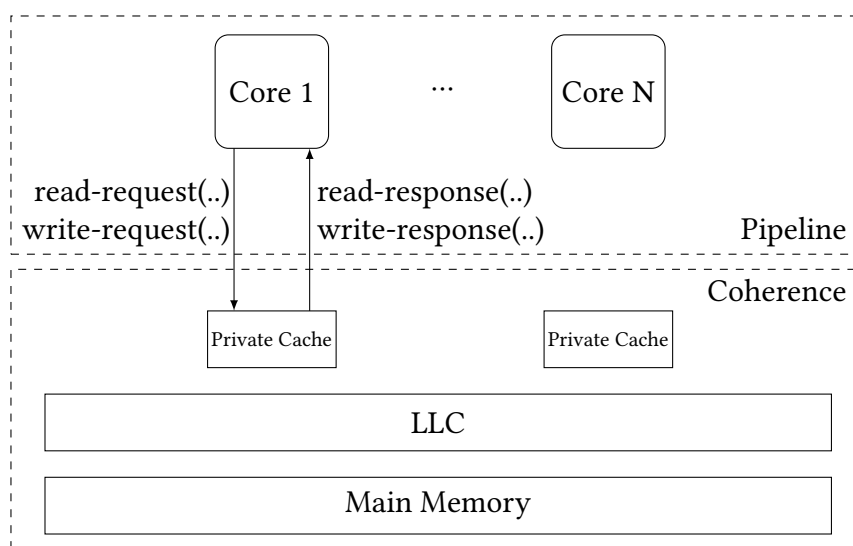 Core 1 ... Core N
read-request(..) read-response(..)
write-request(..) write-response(..) Pipeline
Coherence
Private Cache Private Cache
LLC
Main Memory